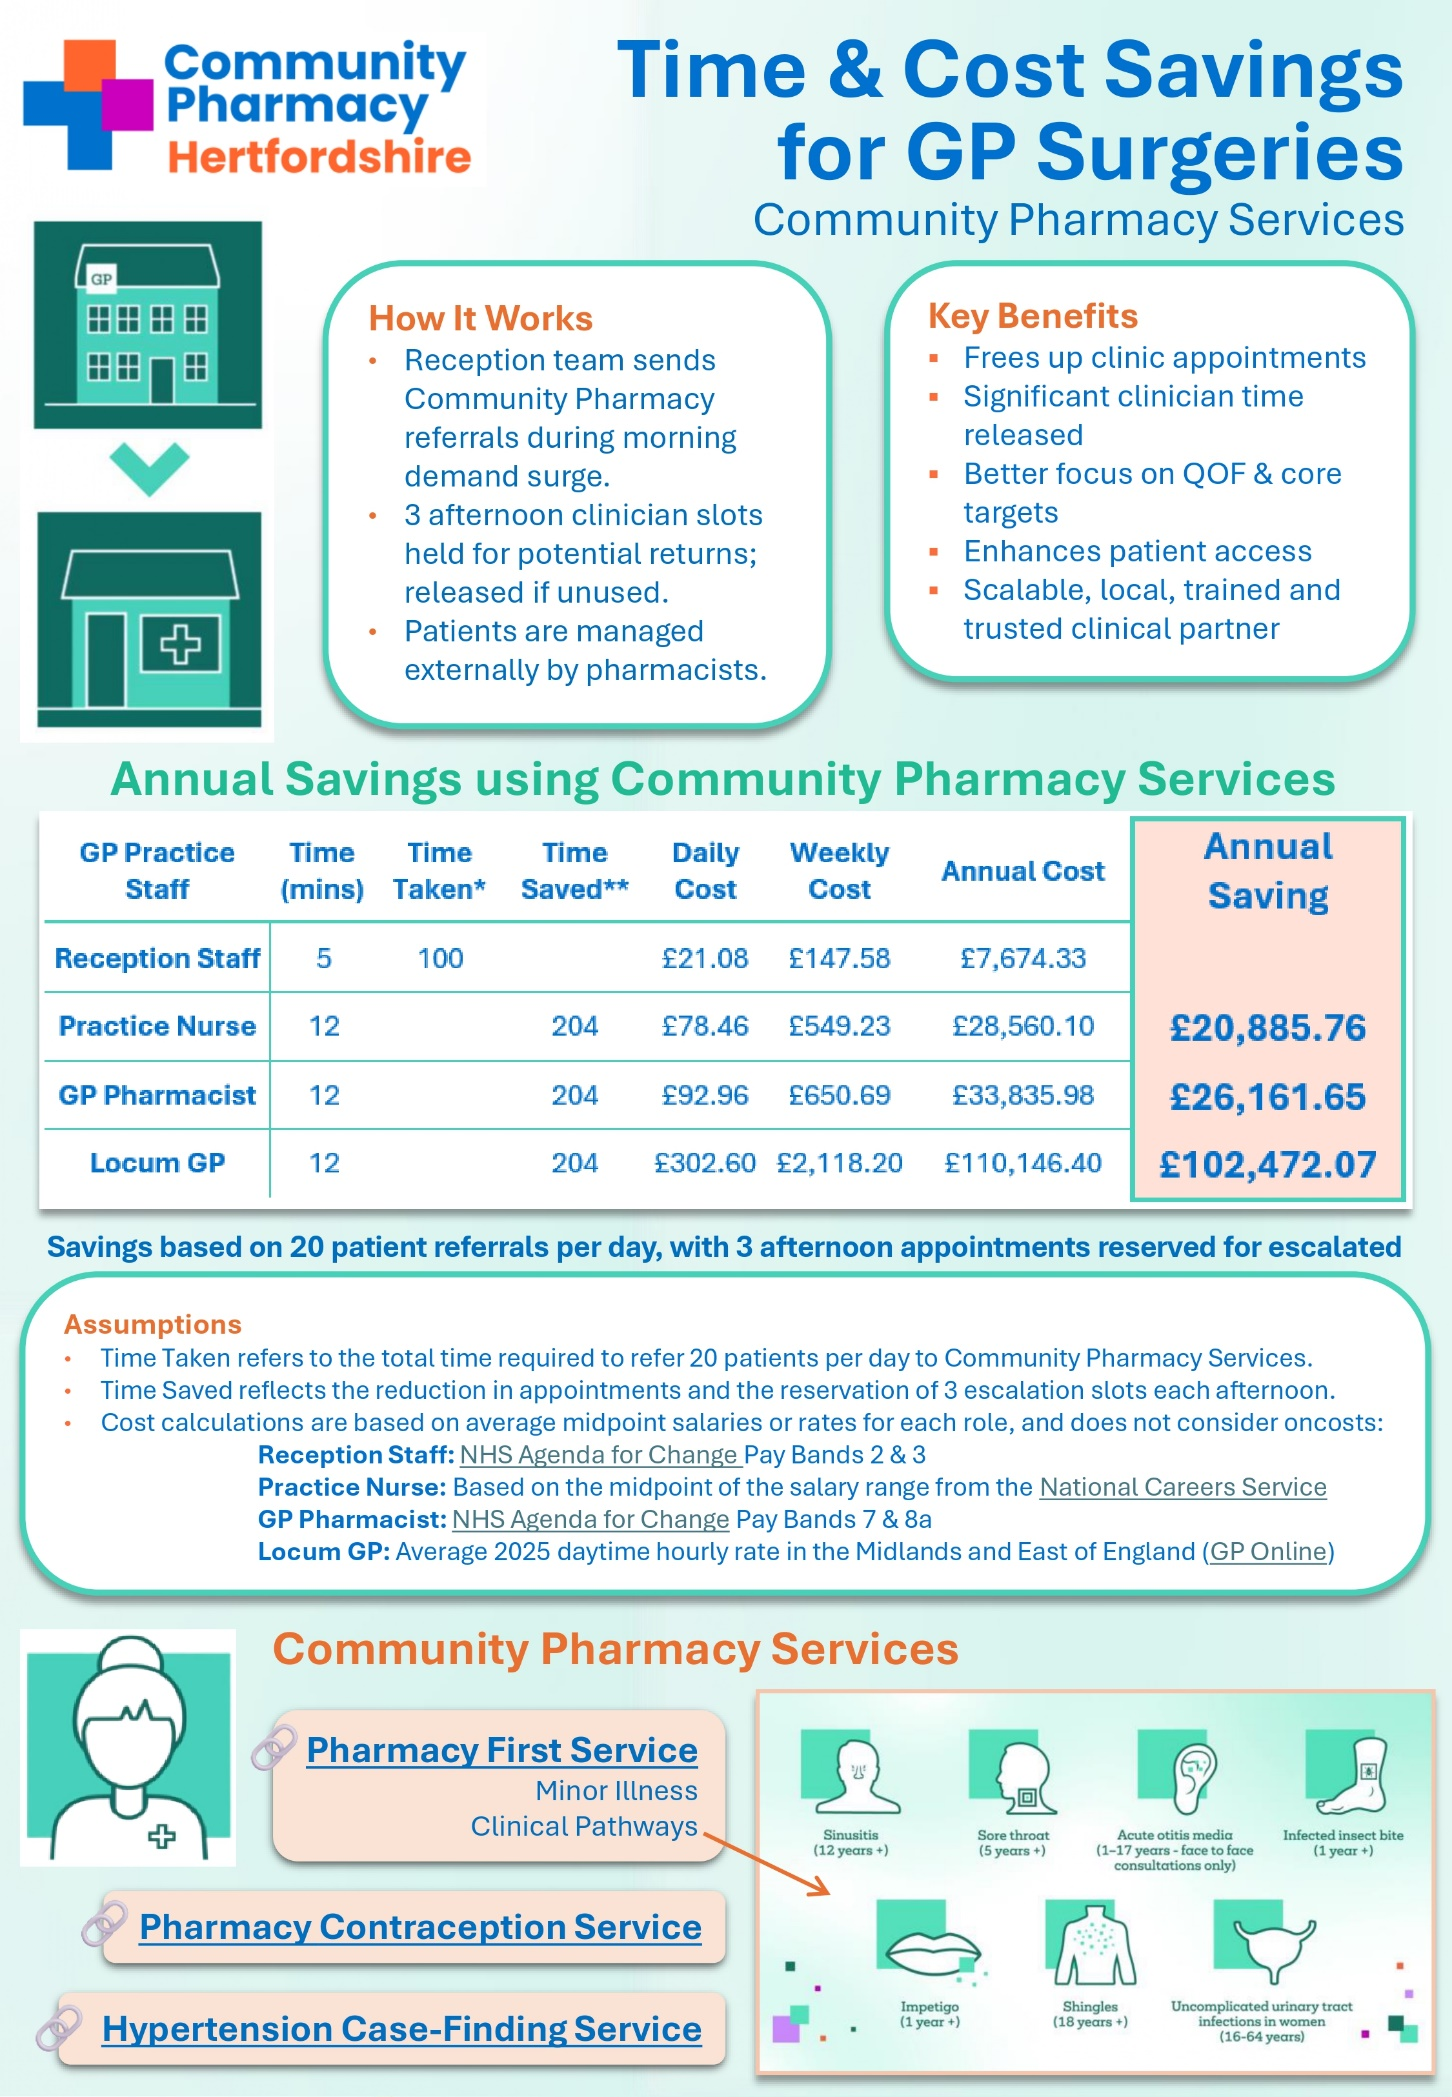 Community
Pharmacy
Hertfordshire
Time & Cost Savings
for GP Surgeries
Community Pharmacy Services
GP
How It Works
• Reception team sends
Community Pharmacy
referrals during morning
demand surge.
• 3 afternoon clinician slots
held for potential returns;
released if unused.
• Patients are managed
externally by pharmacists.
Key Benefits
▪ Frees up clinic appointments
▪ Significant clinician time
released
▪ Better focus on QOF & core
targets
▪ Enhances patient access
▪ Scalable, local, trained and
trusted clinical partner
Annual Savings using Community Pharmacy Services
GP Practice Staff Time (mins) Time Taken* Time Saved** Daily Cost Weekly Cost Annual Cost Annual Saving
Reception Staff 5 100 £21.08 £147.58 £7,674.33
Practice Nurse 12 204 £78.46 £549.23 £28,560.10 £20,885.76
GP Pharmacist 12 204 £92.96 £650.69 £33,835.98 £26,161.65
Locum GP 12 204 £302.60 £2,118.20 £110,146.40 £102,472.07
Savings based on 20 patient referrals per day, with 3 afternoon appointments reserved for escalated
Assumptions
• Time Taken refers to the total time required to refer 20 patients per day to Community Pharmacy Services.
• Time Saved reflects the reduction in appointments and the reservation of 3 escalation slots each afternoon.
• Cost calculations are based on average midpoint salaries or rates for each role, and does not consider oncosts:
Reception Staff: NHS Agenda for Change Pay Bands 2 & 3
Practice Nurse: Based on the midpoint of the salary range from the National Careers Service
GP Pharmacist: NHS Agenda for Change Pay Bands 7 & 8a
Locum GP: Average 2025 daytime hourly rate in the Midlands and East of England (GP Online)
Community Pharmacy Services
Pharmacy First Service
Minor Illness
Clinical Pathways
Pharmacy Contraception Service
Hypertension Case-Finding Service
Sinusitis
(12 years +)
Sore throat
(5 years +)
Acute otitis media
(1–17 years - face to face
consultations only)
Infected insect bite
(1 year +)
Impetigo
(1 year +)
Shingles
(18 years +)
Uncomplicated urinary tract
infections in women
(16-64 years)